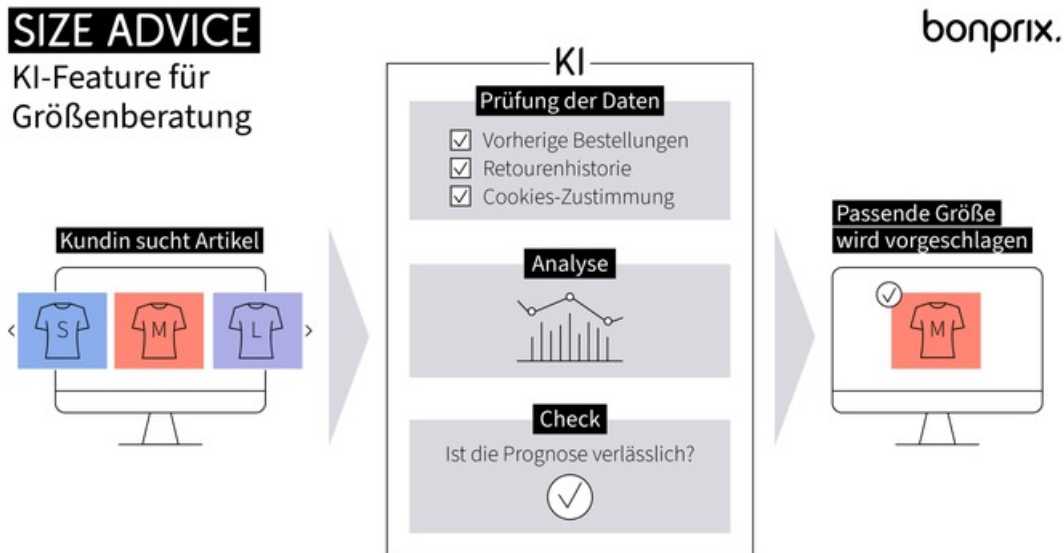 SIZE ADVICE
KI-Feature für
Größenberatung
bonprix.
Kundin sucht Artikel
S
M
L
KI
Prüfung der Daten
Vorherige Bestellungen
Retourenhistorie
Cookies-Zustimmung
Analyse
Check
Ist die Prognose verlässlich?
Passende Größe
wird vorgeschlagen
M